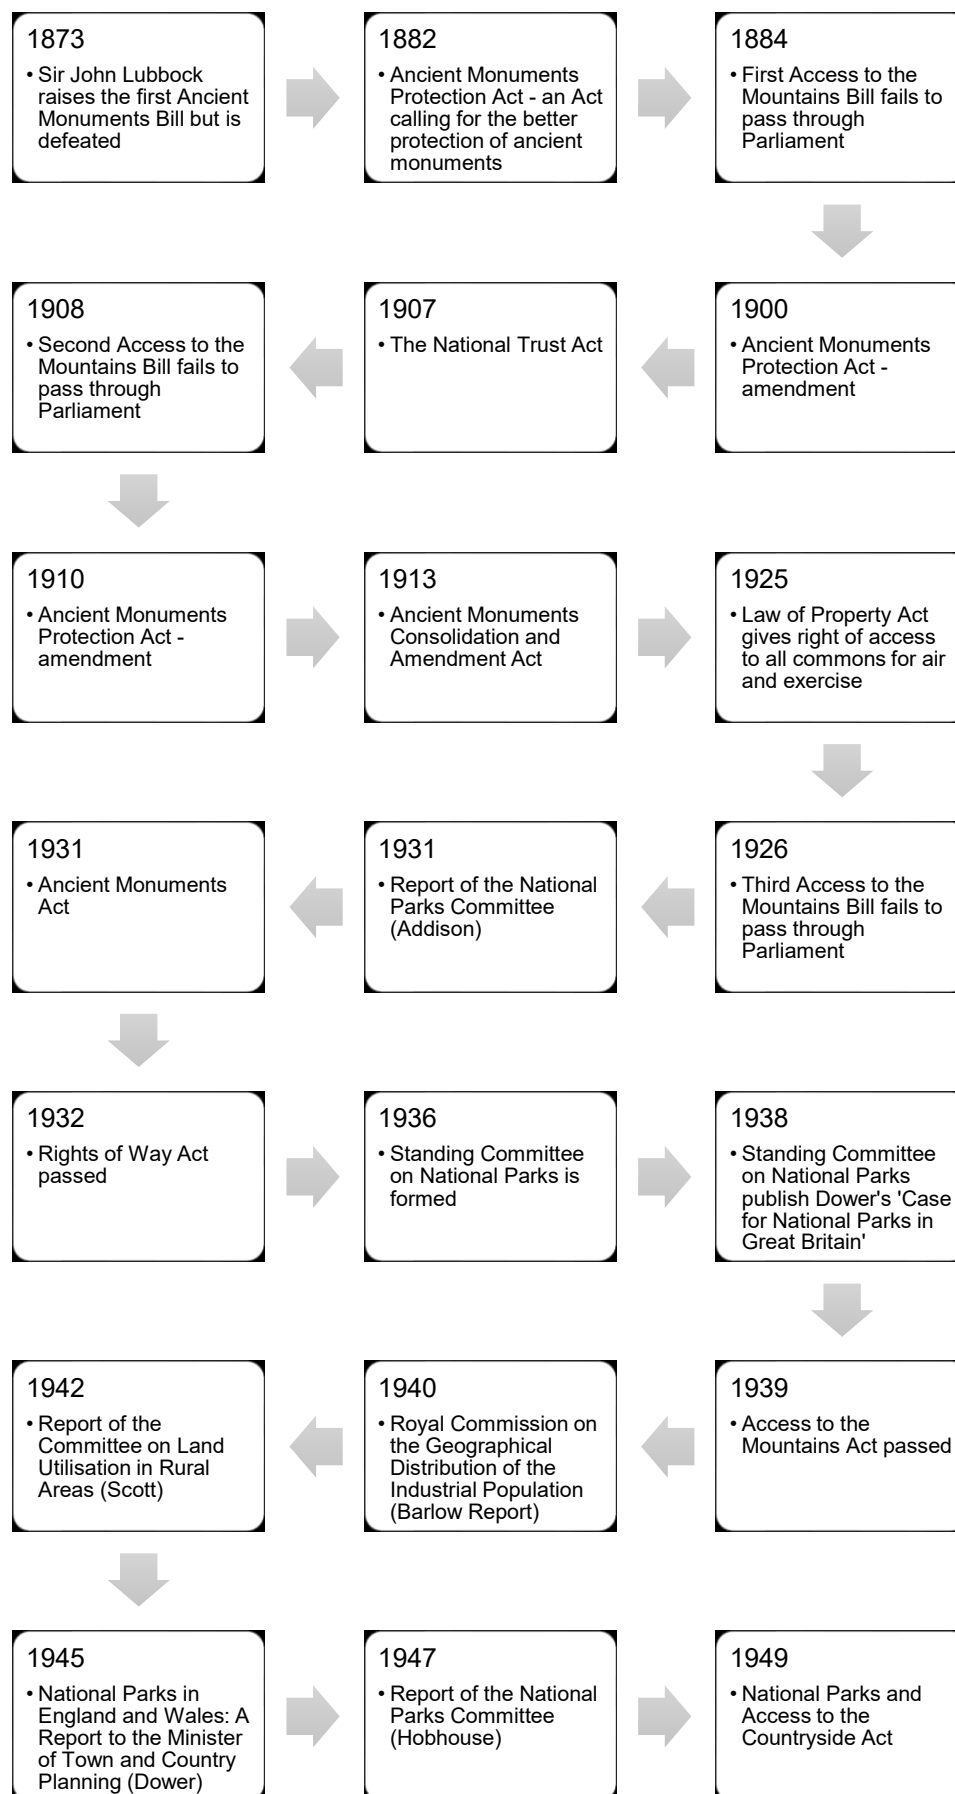 1873
• Sir John Lubbock
raises the first Ancient
Monuments Bill but is
defeated
1882
• Ancient Monuments
Protection Act - an Act
calling for the better
protection of ancient
monuments
1884
• First Access to the
Mountains Bill fails to
pass through
Parliament
1900
• Ancient Monuments
Protection Act -
amendment
1907
• The National Trust Act
1908
• Second Access to the
Mountains Bill fails to
pass through
Parliament
1910
• Ancient Monuments
Protection Act -
amendment
1913
• Ancient Monuments
Consolidation and
Amendment Act
1925
• Law of Property Act
gives right of access
to all commons for air
and exercise
1926
• Third Access to the
Mountains Bill fails to
pass through
Parliament
1931
• Report of the National
Parks Committee
(Addison)
1931
• Ancient Monuments
Act
1932
• Rights of Way Act
passed
1936
• Standing Committee
on National Parks is
formed
1938
• Standing Committee
on National Parks
publish Dower's 'Case
for National Parks in
Great Britain'
1939
• Access to the
Mountains Act passed
1940
• Royal Commission on
the Geographical
Distribution of the
Industrial Population
(Barlow Report)
1942
• Report of the
Committee on Land
Utilisation in Rural
Areas (Scott)
1945
• National Parks in
England and Wales: A
Report to the Minister
of Town and Country
Planning (Dower)
1947
• Report of the National
Parks Committee
(Hobhouse)
1949
• National Parks and
Access to the
Countryside Act